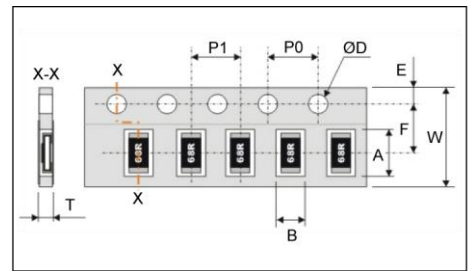 P1 P0 ØD
X-X X E
F
W
68R 68R 68R 68R 68R
A
T X B